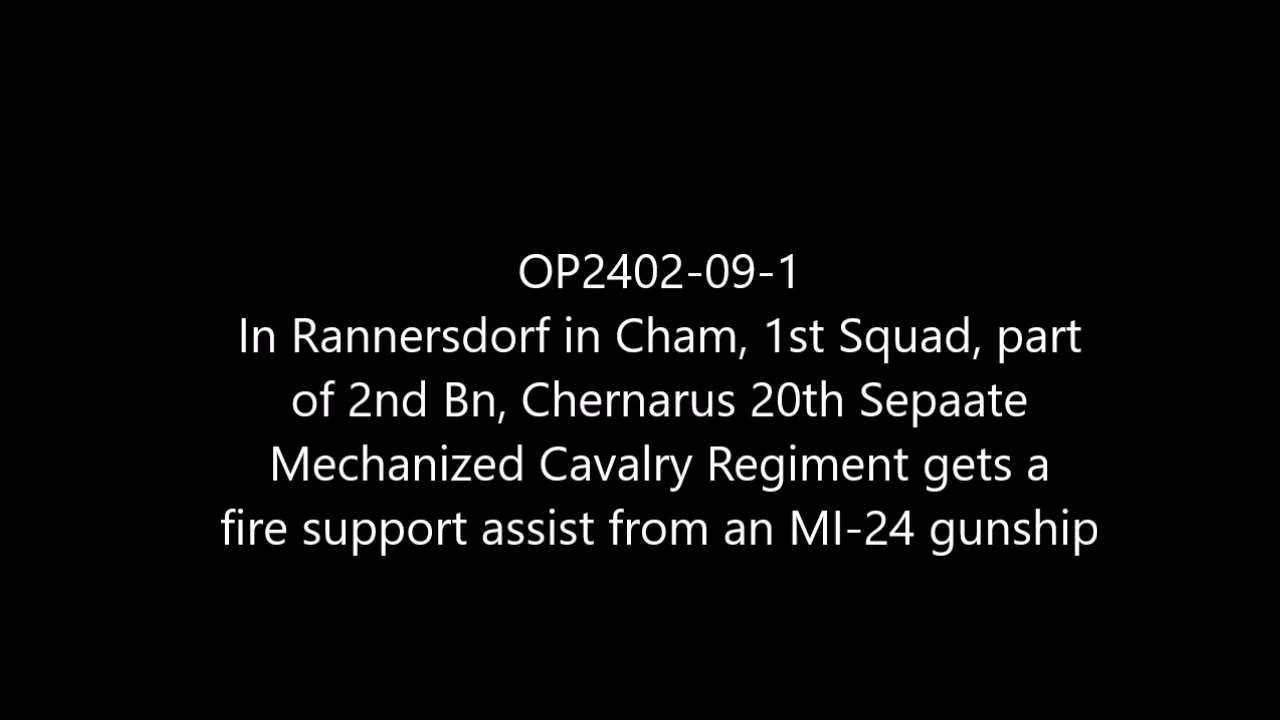 OP2402-09-1
In Rannersdorf in Cham, 1st Squad, part
of 2nd Bn, Chernarus 20th Sepaate
Mechanized Cavalry Regiment gets a
fire support assist from an MI-24 gunship